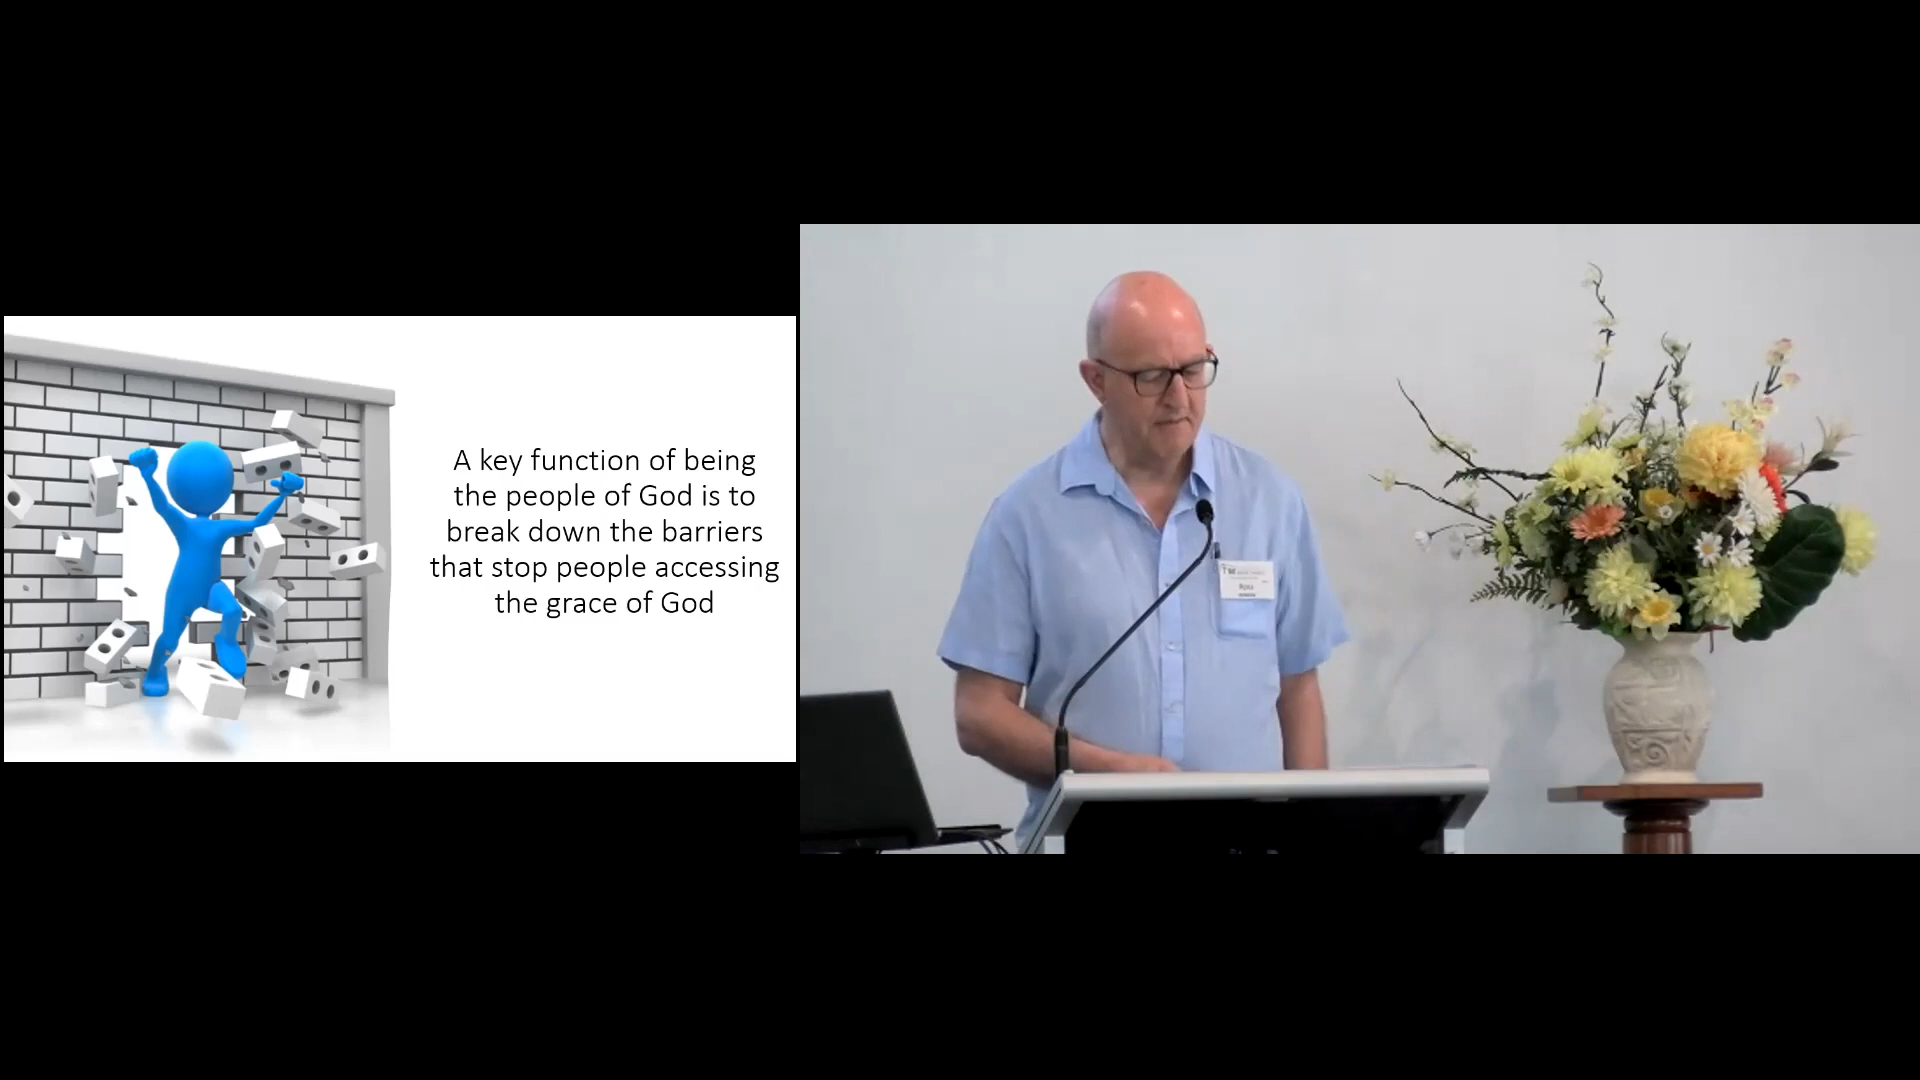 A key function of being
the people of God is to
break down the barriers
that stop people accessing
the grace of God